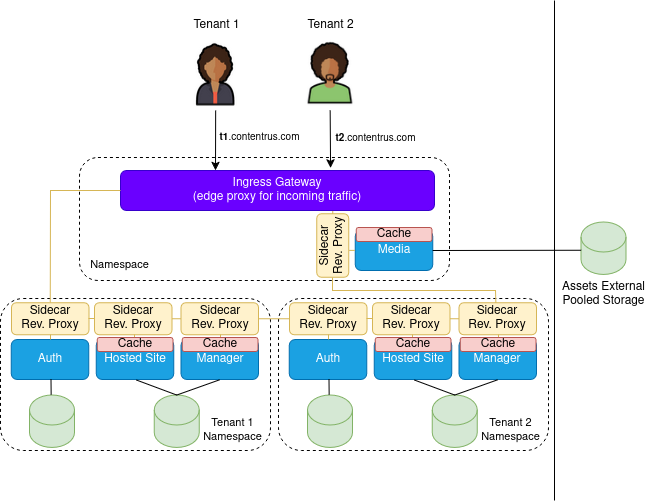 Tenant 1
Tenant 2
t1.contentrus.com
t2.contentrus.com
Ingress Gateway
(edge proxy for incoming traffic)
Sidecar
Rev. Proxy
Cache
Media
Namespace
Assets External
Pooled Storage
Sidecar
Rev. Proxy
Sidecar
Rev. Proxy
Sidecar
Rev. Proxy
Sidecar
Rev. Proxy
Sidecar
Rev. Proxy
Sidecar
Rev. Proxy
Auth
Cache
Hosted Site
Cache
Manager
Auth
Cache
Hosted Site
Cache
Manager
Tenant 1
Namespace
Tenant 2
Namespace